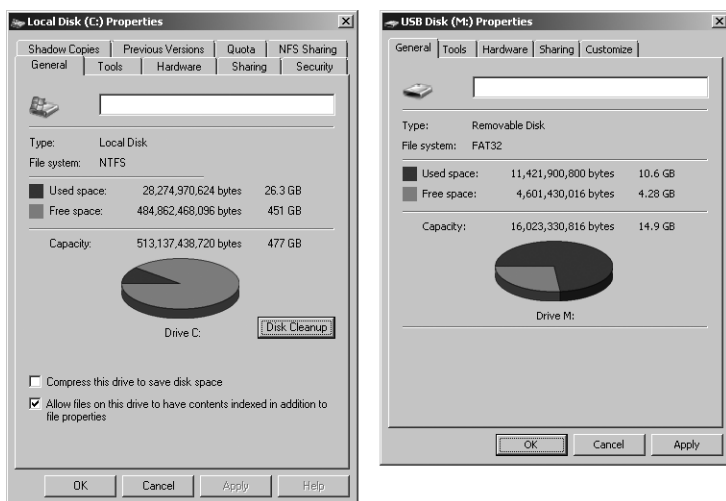 Local Disk (C:) Properties
Shadow Copies Previous Versions Quota NFS Sharing
General Tools Hardware Sharing Security
Type: Local Disk
File system: NTFS
Used space: 28,274,970,624 bytes 26.3 GB
Free space: 484,862,468,096 bytes 451 GB
Capacity: 513,137,438,720 bytes 477 GB
Drive C:
Disk Cleanup
Compress this drive to save disk space
Allow files on this drive to have contents indexed in addition to
file properties
OK Cancel Apply Help
USB Disk (M:) Properties
General Tools Hardware Sharing Customize
Type: Removable Disk
File system: FAT32
Used space: 11,421,900,800 bytes 10.6 GB
Free space: 4,601,430,016 bytes 4.28 GB
Capacity: 16,023,330,816 bytes 14.9 GB
Drive M:
OK Cancel Apply